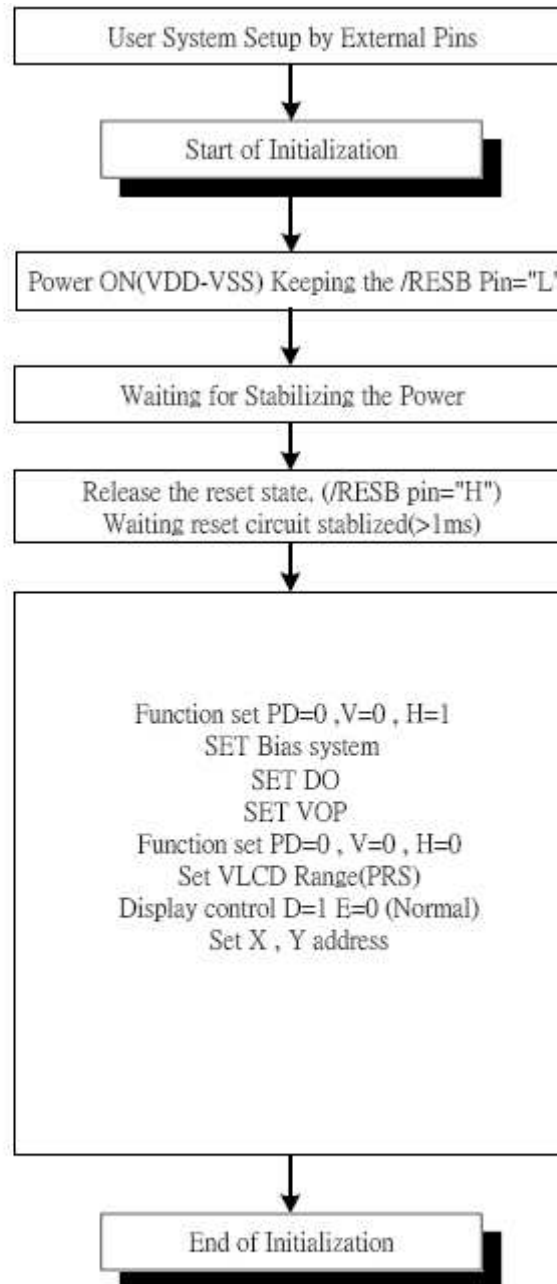 User System Setup by External Pins
Start of Initialization
Power ON(VDD-VSS) Keeping the /RESB Pin="L"
Waiting for Stabilizing the Power
Release the reset state. (/RESB pin="H")
Waiting reset circuit stablized(>1ms)
Function set PD=0 ,V=0 , H=1
SET Bias system
SET DO
SET VOP
Function set PD=0 , V=0 , H=0
Set VLCD Range(PRS)
Display control D=1 E=0 (Normal)
Set X , Y address
End of Initialization